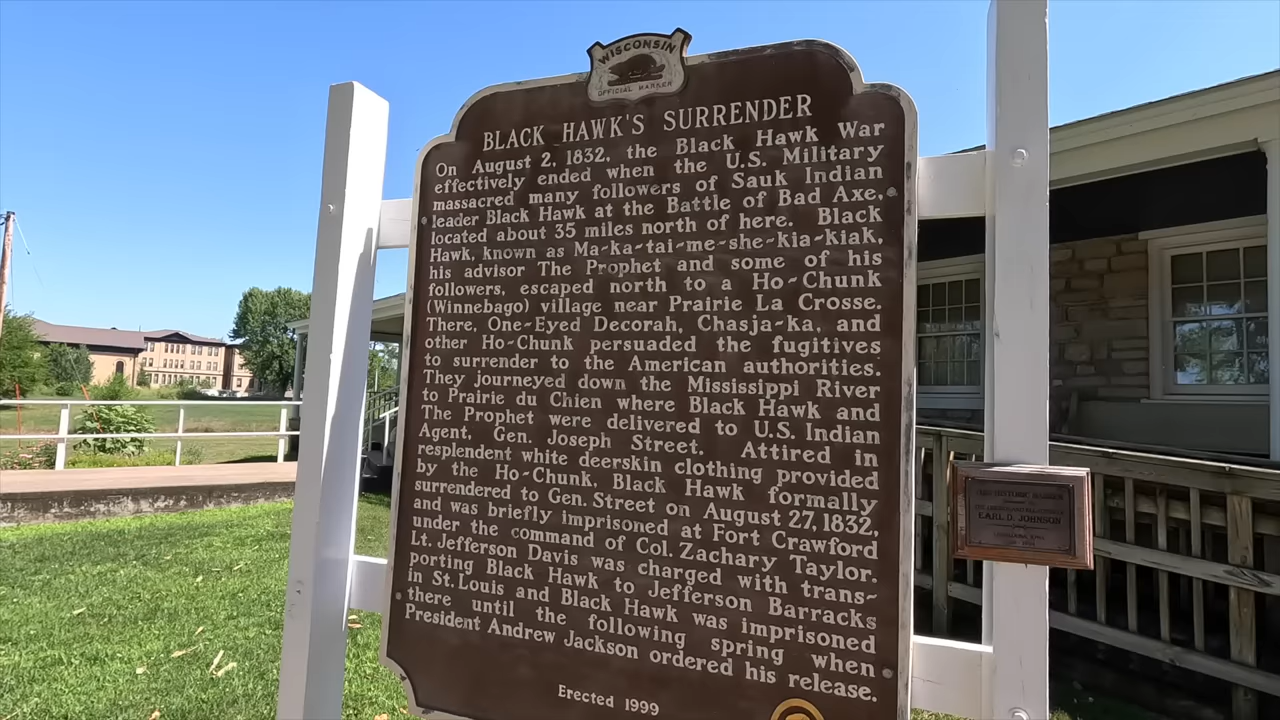 WISCONSIN
OFFICIAL MARKER
BLACK HAWK'S SURRENDER
On August 2, 1832, the Black Hawk War
effectively ended when the U.S. Military
massacred many followers of Sauk Indian
leader Black Hawk at the Battle of Bad Axe,
located about 35 miles north of here. Black
Hawk, known as Ma-ka-tai-me-she-kia-kiak,
his advisor The Prophet and some of his
followers, escaped north to a Ho-Chunk
(Winnebago) village near Prairie La Crosse.
There, One-Eyed Decorah, Chasja-ka, and
other Ho-Chunk persuaded the fugitives
to surrender to the American authorities.
They journeyed down the Mississippi River
to Prairie du Chien where Black Hawk and
The Prophet were delivered to U.S. Indian
Agent, Gen. Joseph Street. Attired in
resplendent white deerskin clothing provided
by the Ho-Chunk, Black Hawk formally
surrendered to Gen. Street on August 27, 1832,
and was briefly imprisoned at Fort Crawford
under the command of Col. Zachary Taylor.
Lt. Jefferson Davis was charged with trans-
porting Black Hawk to Jefferson Barracks
in St. Louis and Black Hawk was imprisoned
there until the following spring when
President Andrew Jackson ordered his release.
Erected 1999
THIS HISTORIC MARKER
EARL D. JOHNSON